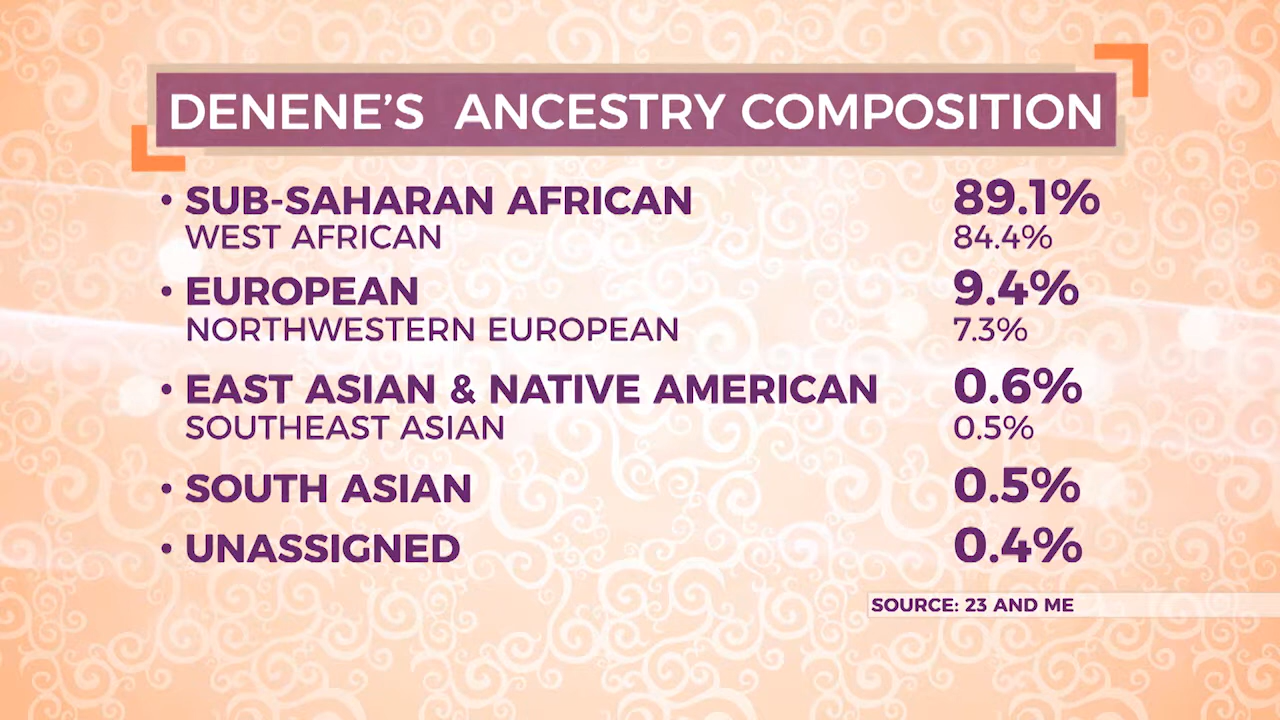 DENENE'S ANCESTRY COMPOSITION
• SUB-SAHARAN AFRICAN 89.1%
WEST AFRICAN 84.4%
• EUROPEAN 9.4%
NORTHWESTERN EUROPEAN 7.3%
• EAST ASIAN & NATIVE AMERICAN 0.6%
SOUTHEAST ASIAN 0.5%
• SOUTH ASIAN 0.5%
• UNASSIGNED 0.4%
SOURCE: 23 AND ME